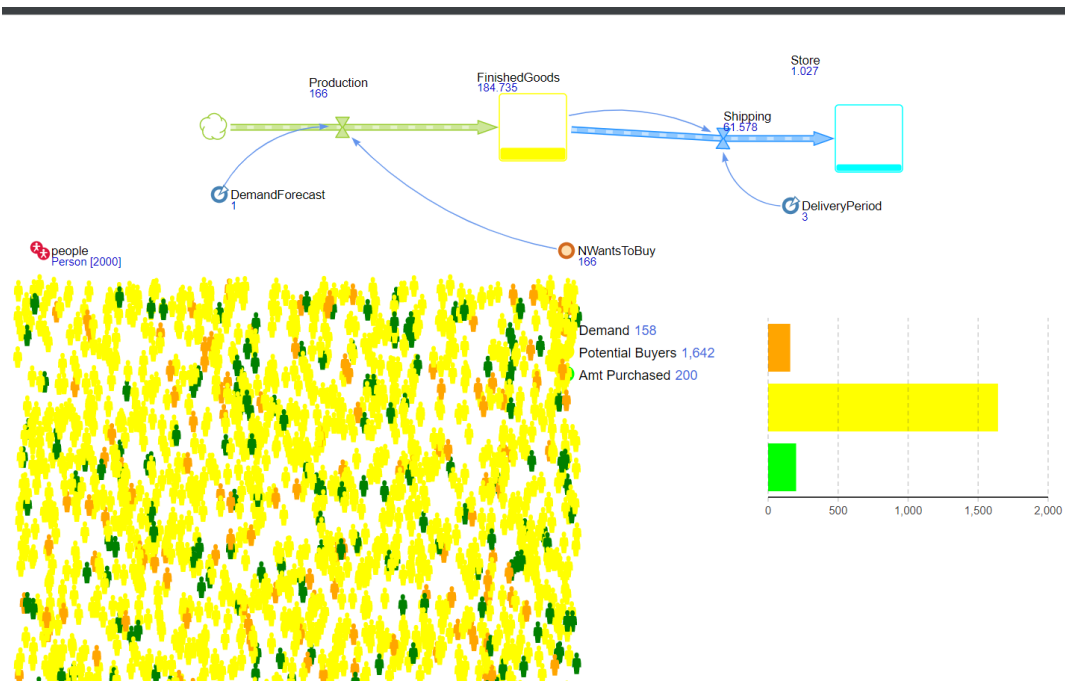 Store
1.027
Production
166
FinishedGoods
184.735
Shipping
61.578
DemandForecast
1
DeliveryPeriod
3
people
Person [2000]
NWantsToBuy
166
Demand 158
Potential Buyers 1,642
Amt Purchased 200
0 500 1,000 1,500 2,000